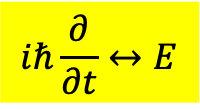 iℏ ∂/∂t ↔ E